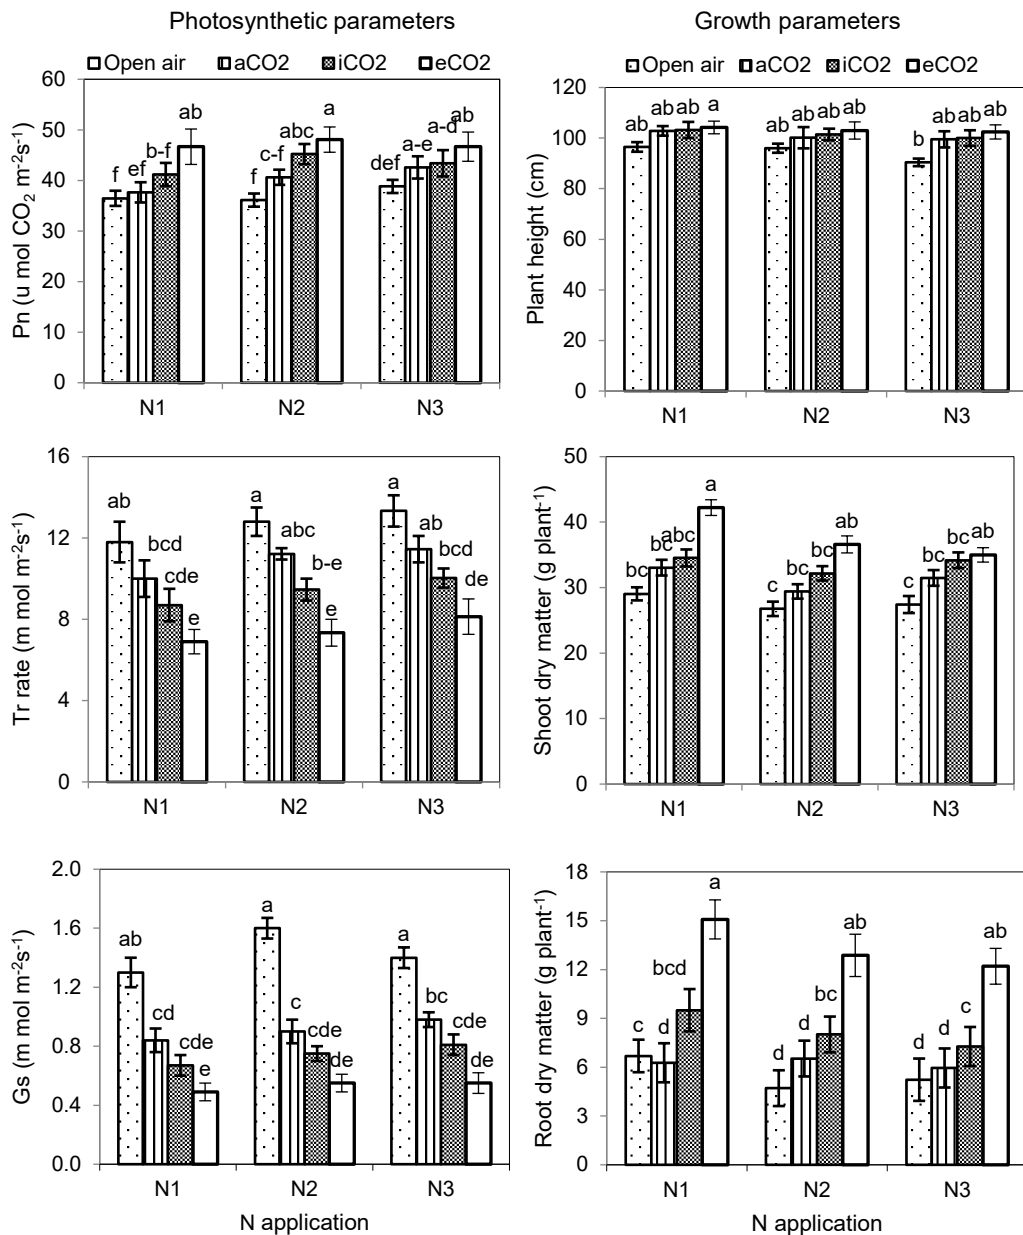 Photosynthetic parameters
Growth parameters
Open air aCO2 iCO2 eCO2
Open air aCO2 iCO2 eCO2
Pn (u mol CO2 m-2s-1)
60
50
40
30
20
10
0
f ef b-f ab
f c-f abc a
def a-e a-d ab
N1 N2 N3
Plant height (cm)
120
100
80
60
40
20
0
ab ab ab a
ab ab ab ab
b ab ab ab
N1 N2 N3
Tr rate (m mol m-2s-1)
16
12
8
4
0
ab bcd cde e
a abc b-e e
a ab bcd de
N1 N2 N3
Shoot dry matter (g plant-1)
50
40
30
20
10
0
bc bc abc a
c bc bc ab
c bc bc ab
N1 N2 N3
Gs (m mol m-2s-1)
2.0
1.6
1.2
0.8
0.4
0.0
ab cd cde e
a c cde de
a bc cde de
N1 N2 N3
N application
Root dry matter (g plant-1)
18
15
12
9
6
3
0
c d bcd a
d d bc ab
d d c ab
N1 N2 N3
N application